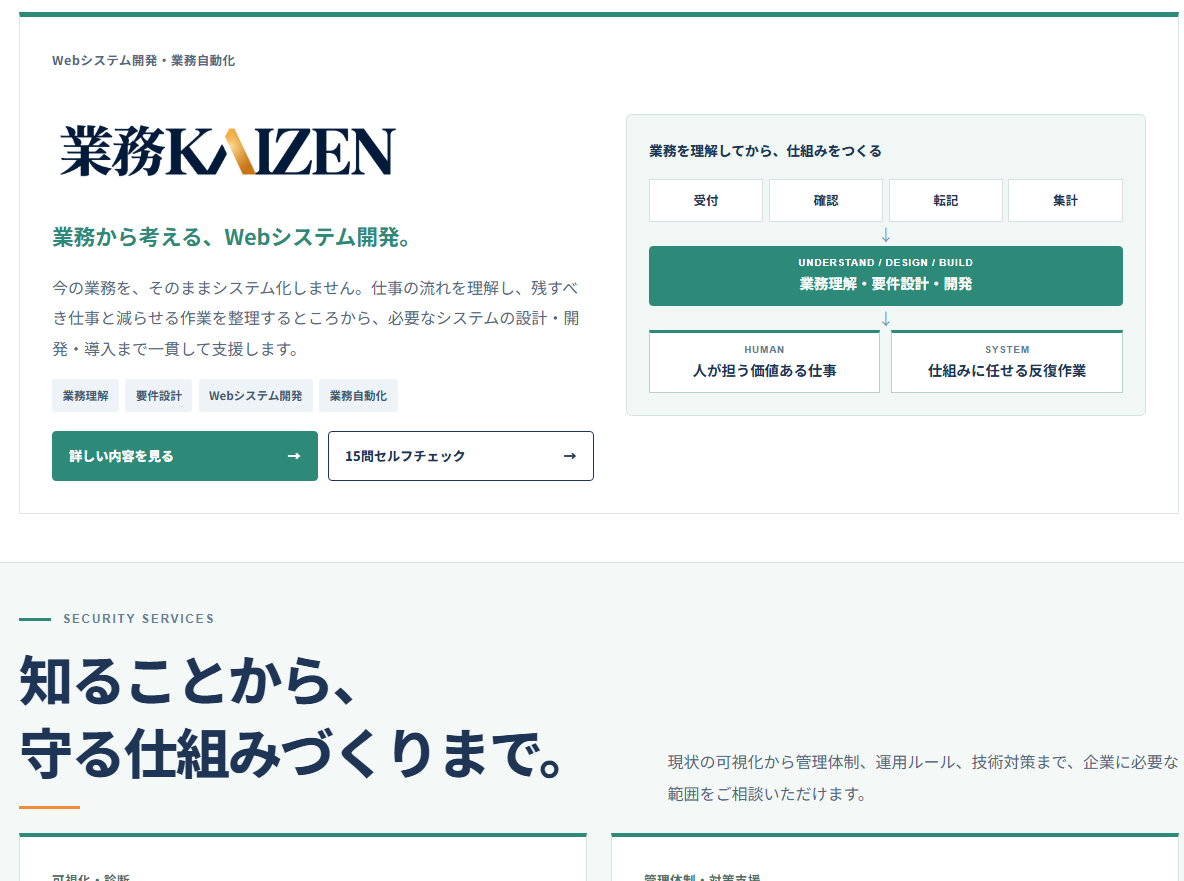 Webシステム開発・業務自動化
業務KAIZEN
業務から考える、Webシステム開発。
今の業務を、そのままシステム化しません。仕事の流れを理解し、残すべ
き仕事と減らせる作業を整理するところから、必要なシステムの設計・開
発・導入まで一貫して支援します。
業務理解 要件設計 Webシステム開発 業務自動化
詳しい内容を見る → 15問セルフチェック →
業務を理解してから、仕組みをつくる
受付 確認 転記 集計
↓
UNDERSTAND / DESIGN / BUILD
業務理解・要件設計・開発
↓
HUMAN
人が担う価値ある仕事
SYSTEM
仕組みに任せる反復作業
SECURITY SERVICES
知ることから、
守る仕組みづくりまで。
現状の可視化から管理体制、運用ルール、技術対策まで、企業に必要な
範囲をご相談いただけます。
可視化・診断
管理体制・対策支援